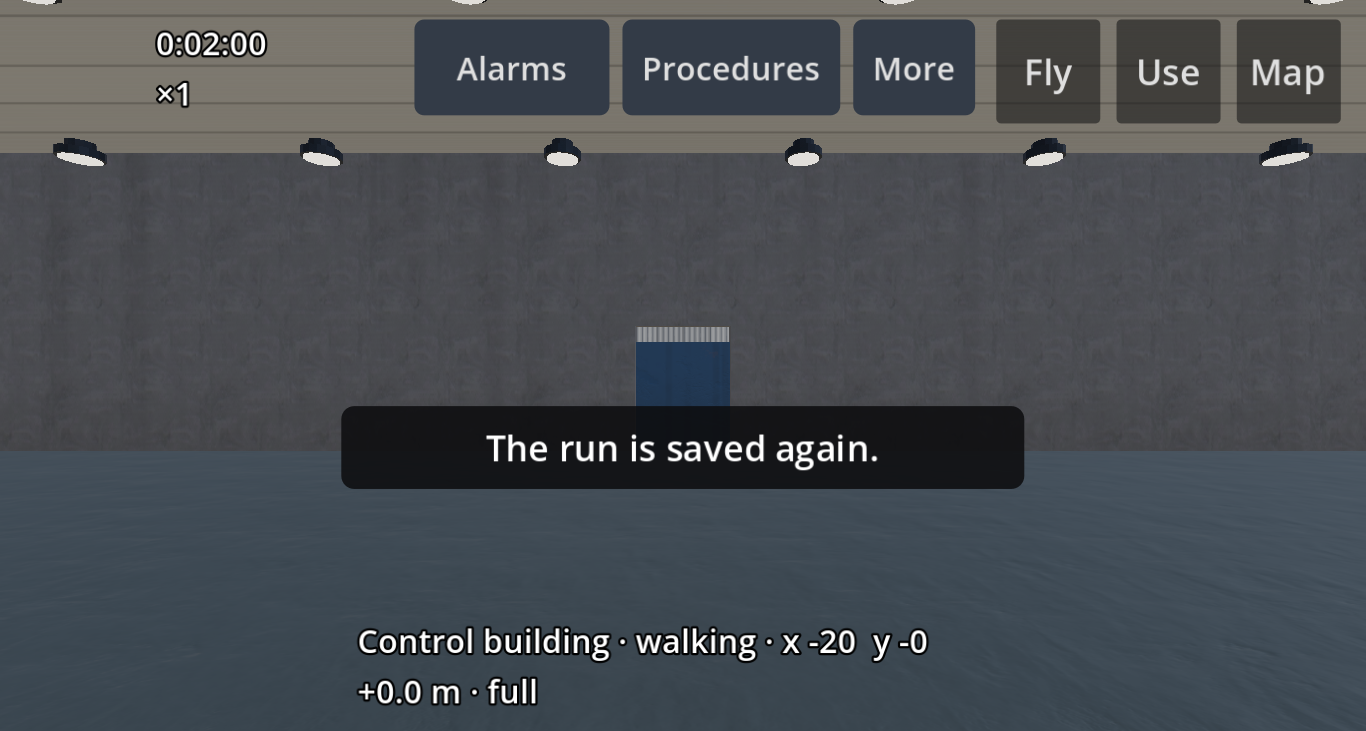 0:02:00
×1
Alarms
Procedures
More
Fly
Use
Map
The run is saved again.
Control building · walking · x -20 y -0
+0.0 m · full